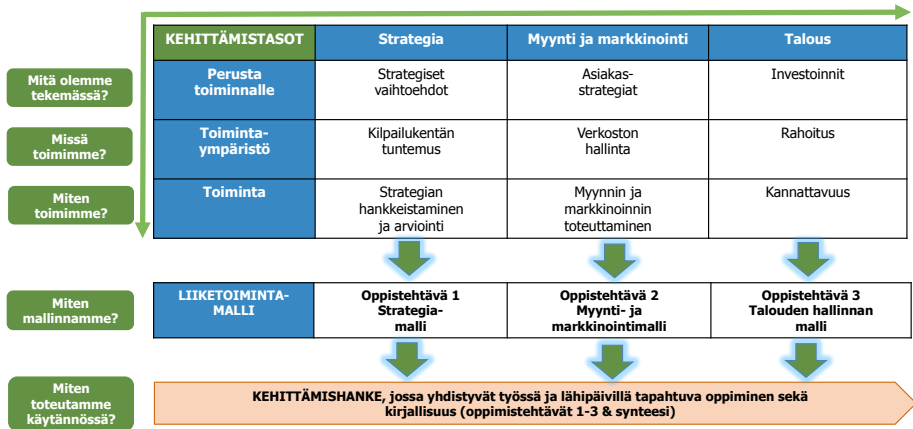 KEHITTÄMISTASOT
Strategia
Myynti ja markkinointi
Talous
Mitä olemme
tekemässä?
Perusta
toiminnalle
Strategiset
vaihtoehdot
Asiakas-
strategiat
Investoinnit
Missä
toimimme?
Toiminta-
ympäristö
Kilpailukentän
tuntemus
Verkoston
hallinta
Rahoitus
Miten
toimimme?
Toiminta
Strategian
hankkeistaminen
ja arviointi
Myynnin ja
markkinoinnin
toteuttaminen
Kannattavuus
Miten
mallinnamme?
LIIKETOIMINTA-
MALLI
Oppistehtävä 1
Strategia-
malli
Oppistehtävä 2
Myynti- ja
markkinointimalli
Oppistehtävä 3
Talouden hallinnan
malli
Miten
toteutamme
käytännössä?
KEHITTÄMISHANKE, jossa yhdistyvät työssä ja lähipäivillä tapahtuva oppiminen sekä
kirjallisuus (oppimistehtävät 1-3 & synteesi)